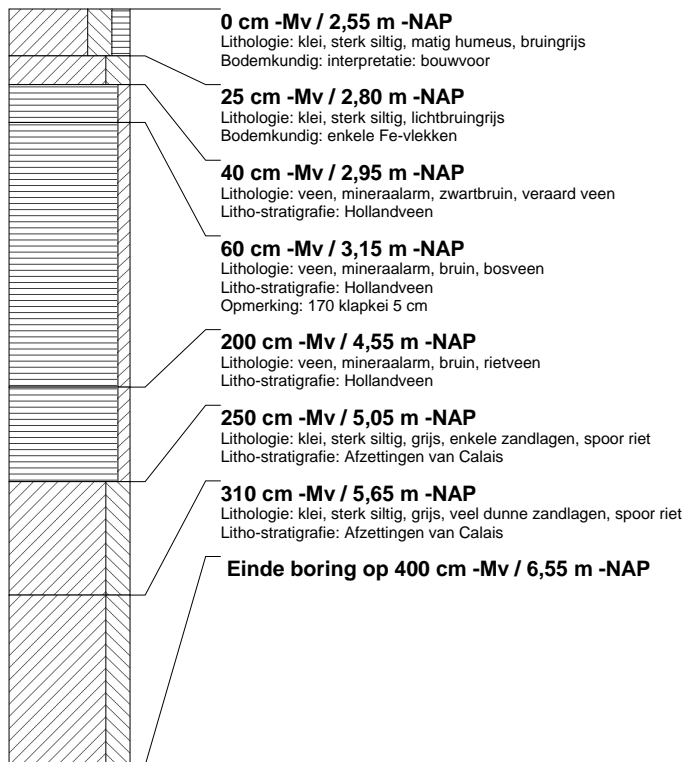 0 cm -Mv / 2,55 m -NAP
Lithologie: klei, sterk siltig, matig humeus, bruingrijs
Bodemkundig: interpretatie: bouwvoor
25 cm -Mv / 2,80 m -NAP
Lithologie: klei, sterk siltig, lichtbruingrijs
Bodemkundig: enkele Fe-vlekken
40 cm -Mv / 2,95 m -NAP
Lithologie: veen, mineraalarm, zwartbruin, veraard veen
Litho-stratigrafie: Hollandveen
60 cm -Mv / 3,15 m -NAP
Lithologie: veen, mineraalarm, bruin, bosveen
Litho-stratigrafie: Hollandveen
Opmerking: 170 klapkei 5 cm
200 cm -Mv / 4,55 m -NAP
Lithologie: veen, mineraalarm, bruin, rietveen
Litho-stratigrafie: Hollandveen
250 cm -Mv / 5,05 m -NAP
Lithologie: klei, sterk siltig, grijs, enkele zandlagen, spoor riet
Litho-stratigrafie: Afzettingen van Calais
310 cm -Mv / 5,65 m -NAP
Lithologie: klei, sterk siltig, grijs, veel dunne zandlagen, spoor riet
Litho-stratigrafie: Afzettingen van Calais
Einde boring op 400 cm -Mv / 6,55 m -NAP